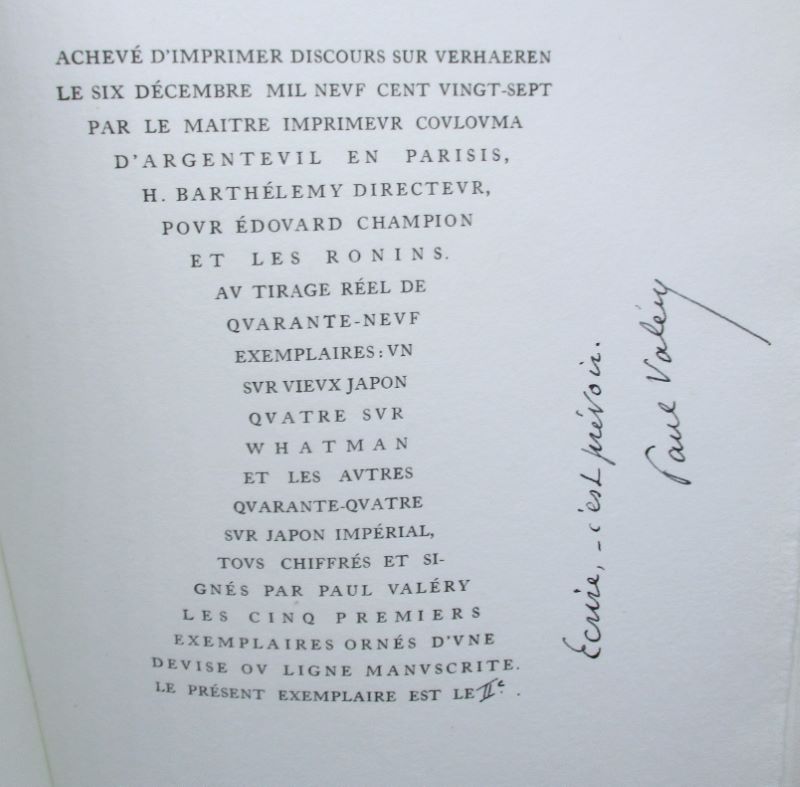 ACHEVÉ D'IMPRIMER DISCOURS SUR VERHAEREN
LE SIX DÉCEMBRE MIL NEVF CENT VINGT-SEPT
PAR LE MAITRE IMPRIMEVR COVLOVMA
D'ARGENTEVIL EN PARISIS,
H. BARTHÉLEMY DIRECTEVR,
POVR ÉDOVARD CHAMPION
ET LES RONINS.
AV TIRAGE RÉEL DE
QVARANTE-NEVF
EXEMPLAIRES : VN
SVR VIEVX JAPON
QVATRE SVR
WHATMAN
ET LES AVTRES
QVARANTE-QVATRE
SVR JAPON IMPÉRIAL,
TOVS CHIFFRÉS ET SI-
GNÉS PAR PAUL VALÉRY
LES CINQ PREMIERS
EXEMPLAIRES ORNÉS D'VNE
DEVISE OV LIGNE MANVSCRITE.
LE PRÉSENT EXEMPLAIRE EST LE IIe.
Ecrire, - c'est prévoir.
Paul Valéry